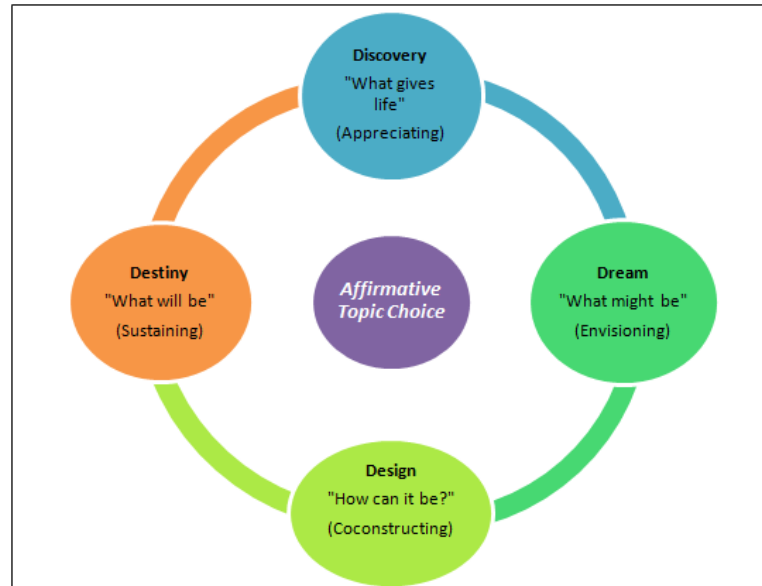 Discovery
"What gives
life"
(Appreciating)
Destiny
"What will be"
(Sustaining)
Affirmative
Topic Choice
Dream
"What might be"
(Envisioning)
Design
"How can it be?"
(Coconstructing)